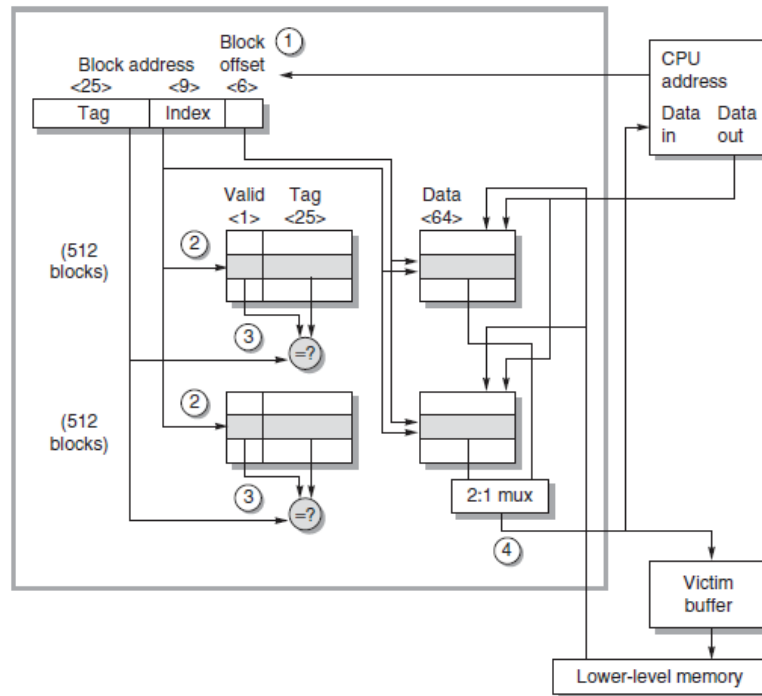 Block address
<25> <9>
Block
offset
<6>
1
Tag Index
CPU
address
Data
in
Data
out
Valid
<1>
Tag
<25>
Data
<64>
(512
blocks)
2
3
=?
(512
blocks)
2
3
=?
2:1 mux
4
Victim
buffer
Lower-level memory